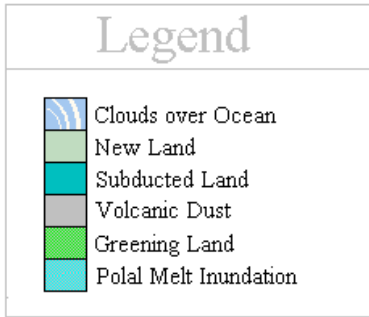 Legend
Clouds over Ocean
New Land
Subducted Land
Volcanic Dust
Greening Land
Polal Melt Inundation